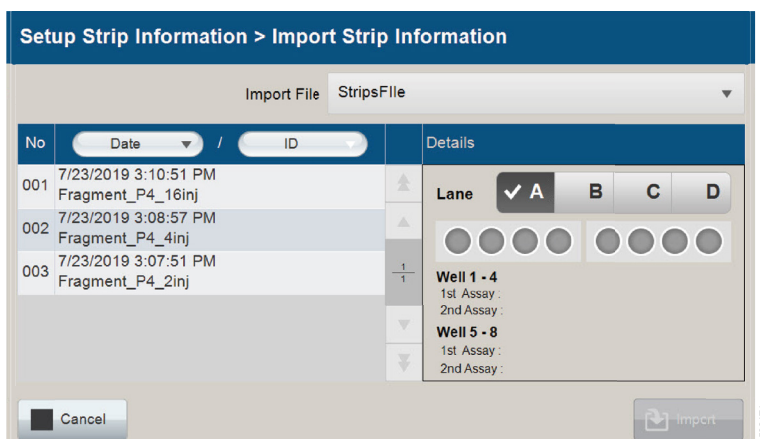 Setup Strip Information > Import Strip Information
Import File StripsFIle
No Date / ID Details
001 7/23/2019 3:10:51 PM
Fragment_P4_16inj
002 7/23/2019 3:08:57 PM
Fragment_P4_4inj
003 7/23/2019 3:07:51 PM
Fragment_P4_2inj
1
1
Lane A B C D
Well 1 - 4
1st Assay :
2nd Assay :
Well 5 - 8
1st Assay :
2nd Assay :
Cancel Import